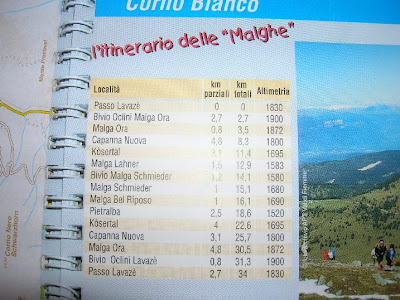 Corno Bianco
l'itinerario delle "Malghe"
Località km parziali km totali Altimetria
Passo Lavazè 0 0 1830
Bivio Oclini Malga Ora 2,7 2,7 1900
Malga Ora 0,8 3,5 1872
Capanna Nuova 4,8 8,3 1800
Kösertal 3,1 11,4 1695
Malga Lahner 1,5 12,9 1583
Bivio Malga Schmieder 1,2 14,1 1580
Malga Schmieder 1 15,1 1680
Malga Bel Riposo 1 16,1 1690
Pietralba 2,5 18,6 1520
Kösertal 4 22,6 1695
Capanna Nuova 3,1 25,7 1800
Malga Ora 4,8 30,5 1872
Bivio Oclini Lavazè 0,8 31,3 1900
Passo Lavazè 2,7 34 1830
Corno Nero
Schwarzhorn